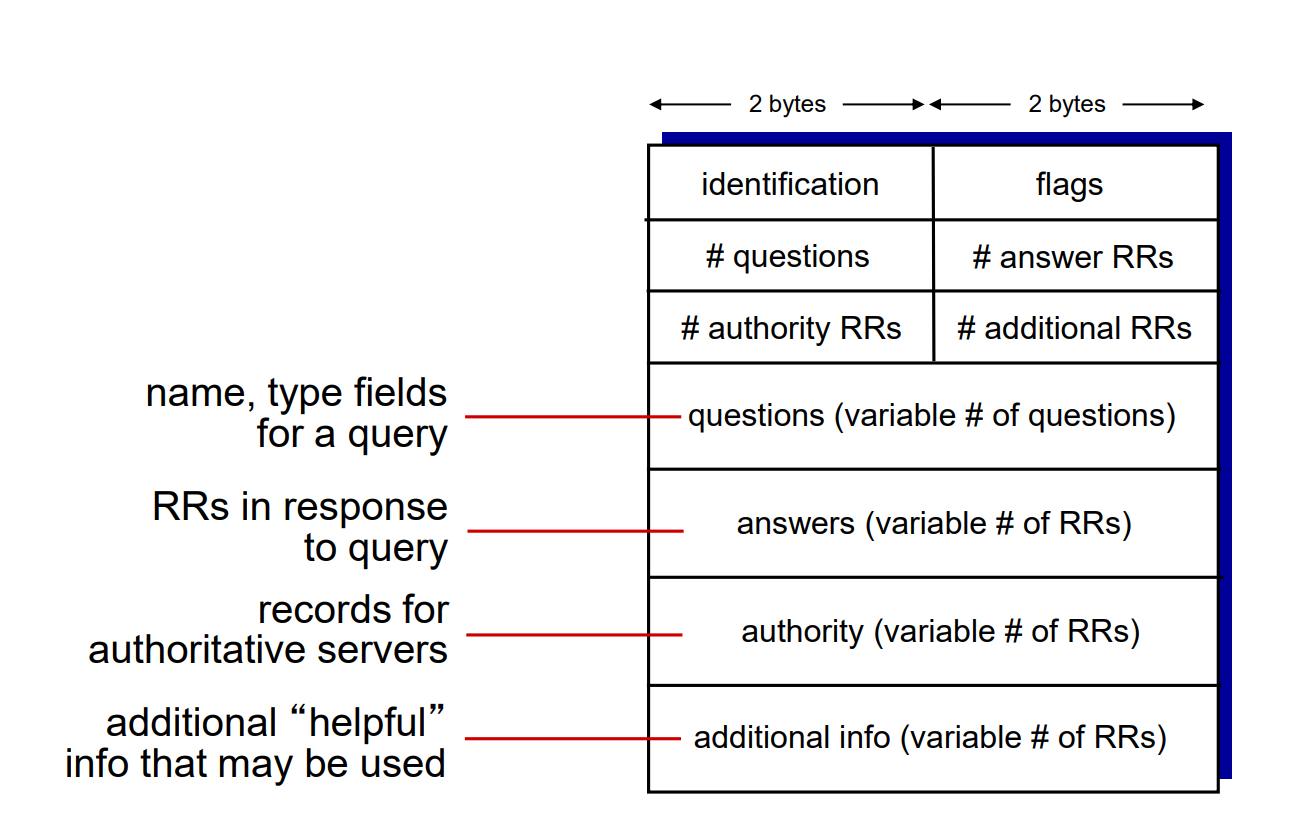 2 bytes 2 bytes
identification flags
# questions # answer RRs
# authority RRs # additional RRs
name, type fields
for a query
questions (variable # of questions)
RRs in response
to query
answers (variable # of RRs)
records for
authoritative servers
authority (variable # of RRs)
additional “helpful”
info that may be used
additional info (variable # of RRs)